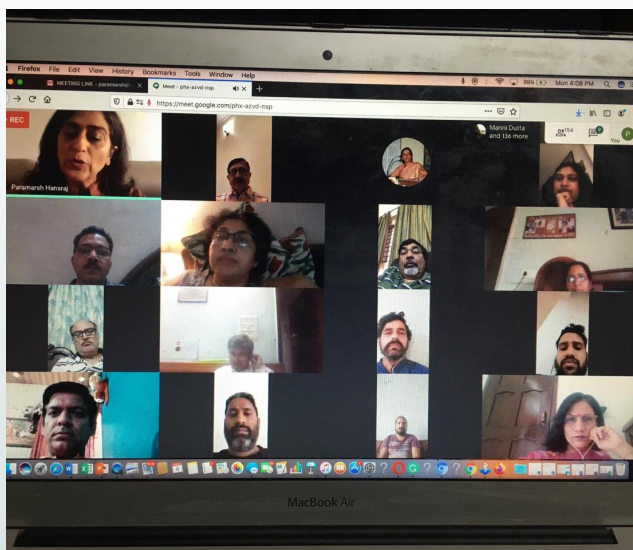 Firefox File Edit View History Bookmarks Tools Window Help
99% Mon 4:08 PM
MEETING LINK - paramarsh@
Meet - phx-azvd-nsp
https://meet.google.com/phx-azvd-nsp
REC
Manni Dutta
and 136 more
154
You
P
Paramarsh Hansraj
MacBook Air